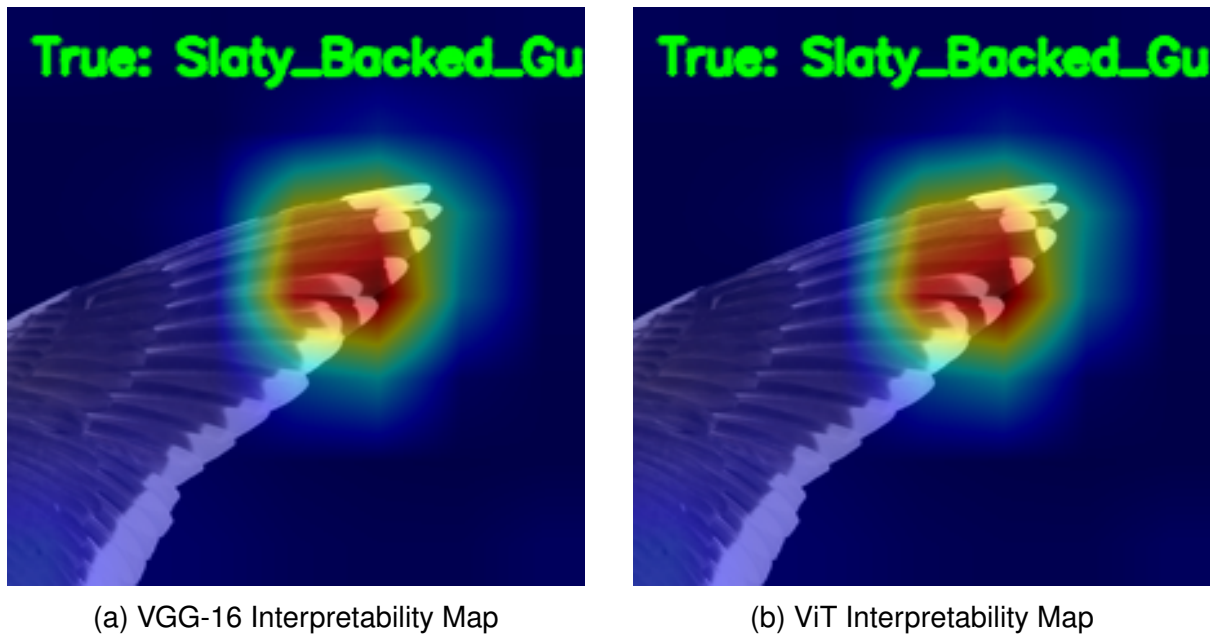 True: Slaty_Backed_Gu
True: Slaty_Backed_Gu
(a) VGG-16 Interpretability Map
(b) ViT Interpretability Map